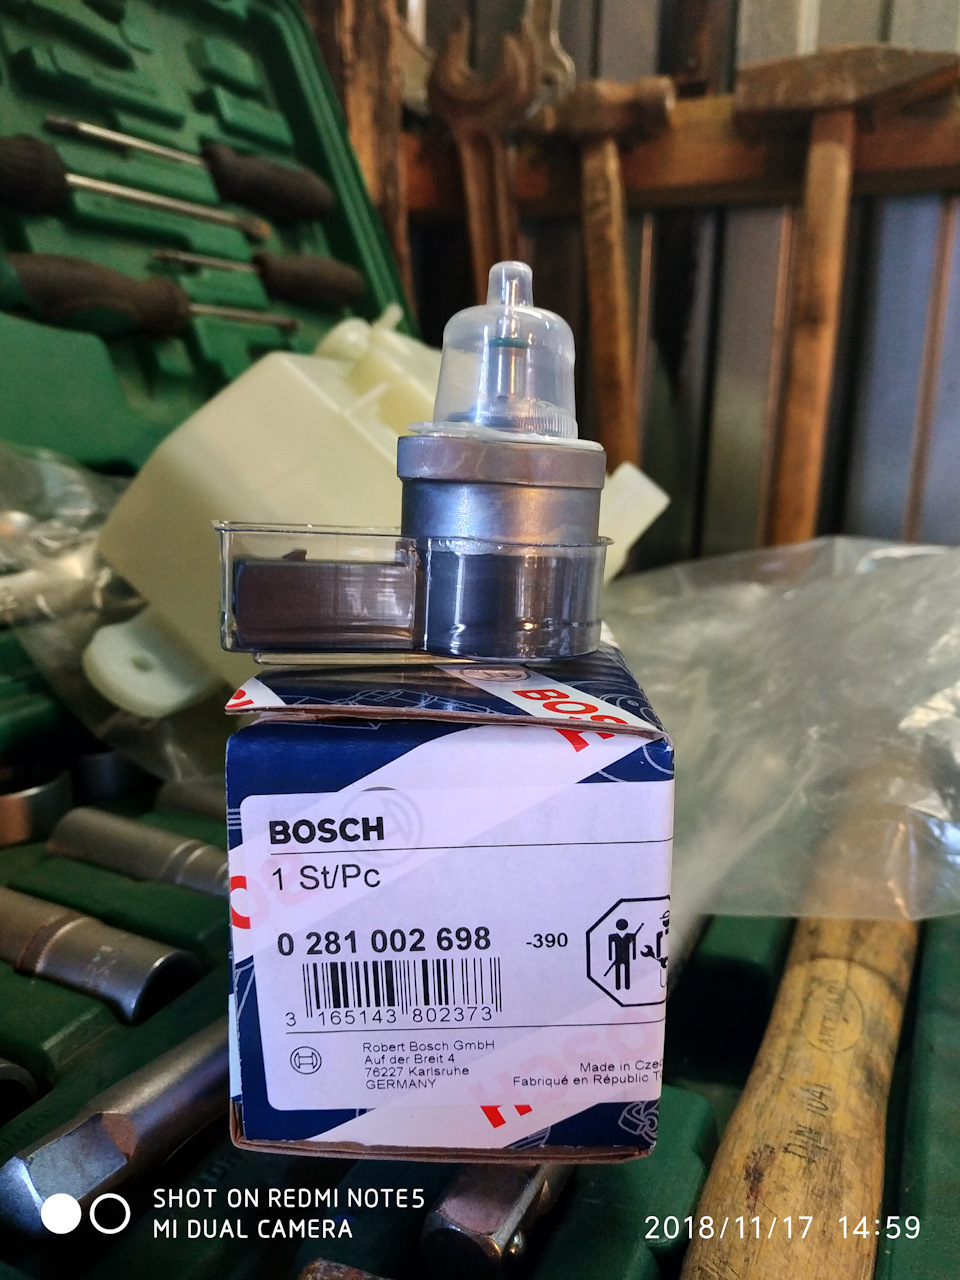 BOSCH
BOSCH
1 St/Pc
0 281 002 698 -390
3 165143 802373
Robert Bosch GmbH
Auf der Breit 4
76227 Karlsruhe
GERMANY
Made in Czec
Fabriqué en Républic T
SHOT ON REDMI NOTE5
MI DUAL CAMERA
2018/11/17 14:59